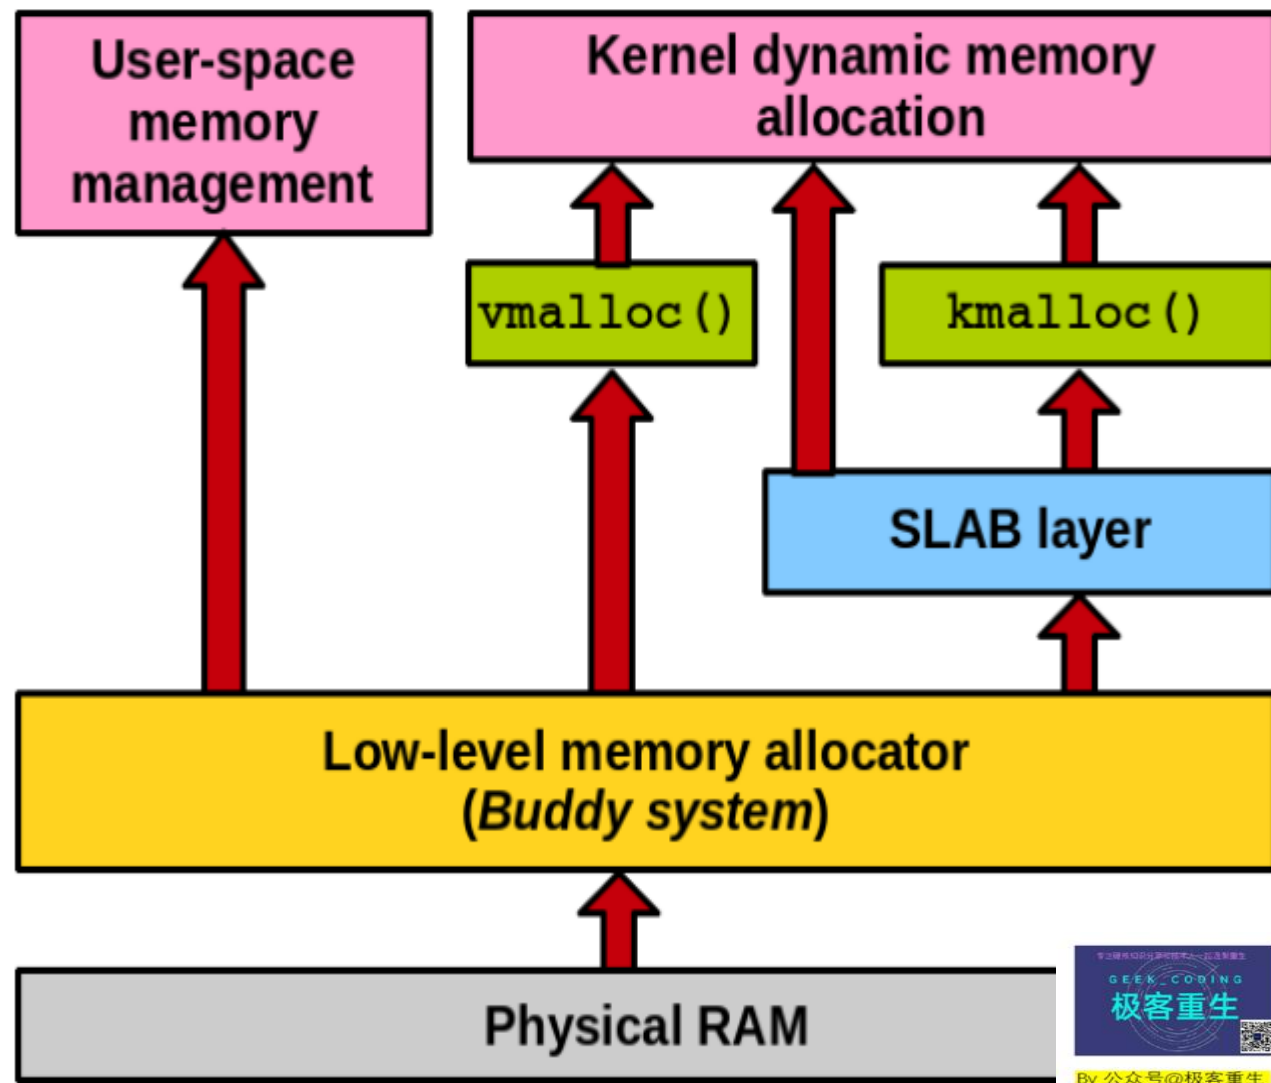 User-space
memory
management
Kernel dynamic memory
allocation
vmalloc()
kmalloc()
SLAB layer
Low-level memory allocator
(Buddy system)
Physical RAM
GEEK_CODING
极客重生
By 公众号@极客重生